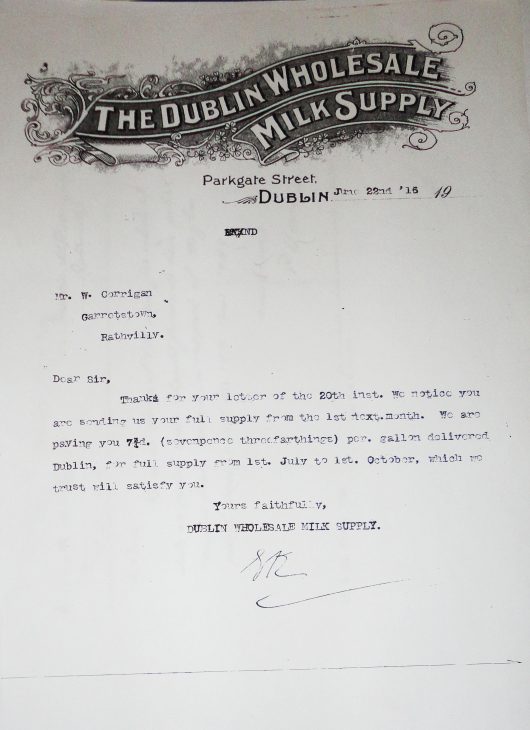 THE DUBLIN WHOLESALE
MILK SUPPLY
Parkgate Street,
DUBLIN June 22nd '16 19
Mr. W. Corrigan
Garretstown,
Rathvilly.
Dear Sir,
Thanks for your letter of the 20th inst. We notice you
are sending us your full supply from the 1st next.month. We are
paying you 7¾d. (sevenpence threefarthings) per. gallon delivered
Dublin, for full supply from 1st. July to 1st. October, which we
trust will satisfy you.
Yours faithfully,
DUBLIN WHOLESALE MILK SUPPLY.